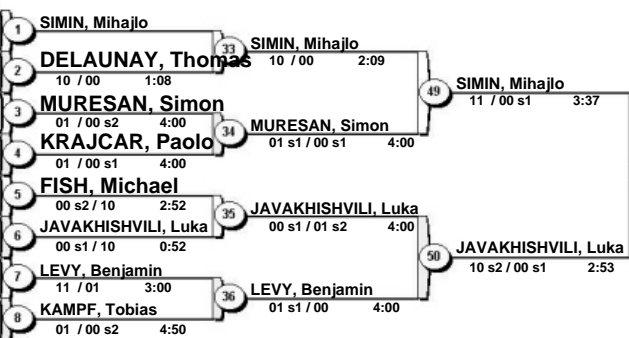 1 SIMIN, Mihajlo
2 DELAUNAY, Thomas
10 / 00 1:08
3 MURESAN, Simon
01 / 00 s2 4:00
4 KRAJCAR, Paolo
01 / 00 s1 4:00
5 FISH, Michael
00 s2 / 10 2:52
6 JAVAKHISHVILI, Luka
00 s1 / 10 0:52
7 LEVY, Benjamin
11 / 01 3:00
8 KAMPF, Tobias
01 / 00 s2 4:50
33 SIMIN, Mihajlo
10 / 00 2:09
34 MURESAN, Simon
01 s1 / 00 s1 4:00
35 JAVAKHISHVILI, Luka
00 s1 / 01 s2 4:00
36 LEVY, Benjamin
01 s1 / 00 4:00
49 SIMIN, Mihajlo
11 / 00 s1 3:37
50 JAVAKHISHVILI, Luka
10 s2 / 00 s1 2:53